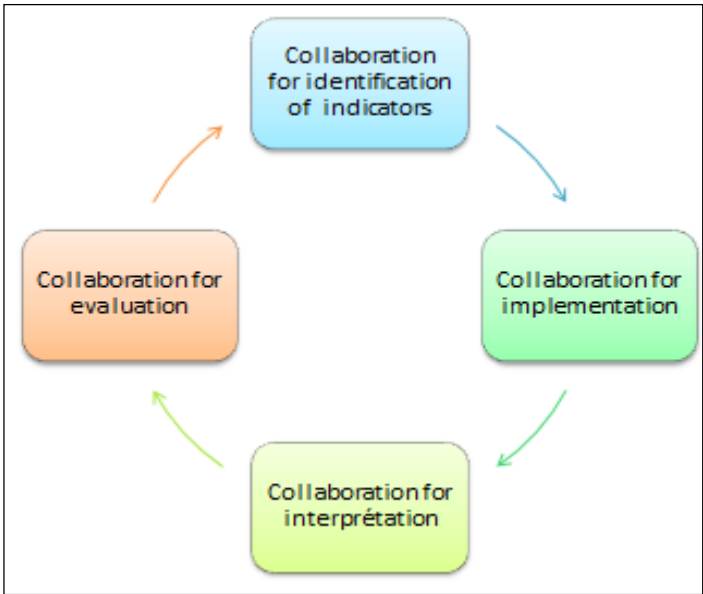 Collaboration
for identification
of indicators
Collaboration for
implementation
Collaboration for
interprétation
Collaboration for
evaluation